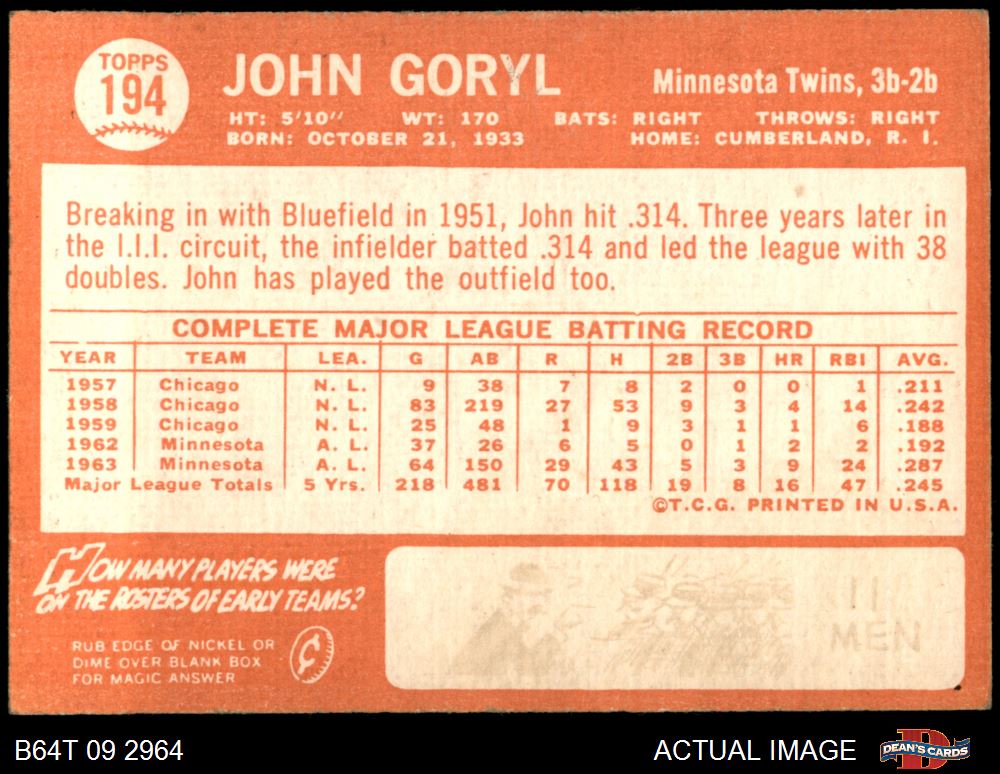 TOPPS
194
JOHN GORYL
Minnesota Twins, 3b-2b
HT: 5'10" WT: 170 BATS: RIGHT THROWS: RIGHT
BORN: OCTOBER 21, 1933 HOME: CUMBERLAND, R. I.
Breaking in with Bluefield in 1951, John hit .314. Three years later in
the I.I.I. circuit, the infielder batted .314 and led the league with 38
doubles. John has played the outfield too.
COMPLETE MAJOR LEAGUE BATTING RECORD
YEAR TEAM LEA. G AB R H 2B 3B HR RBI AVG.
1957 Chicago N. L. 9 38 7 8 2 0 0 1 .211
1958 Chicago N. L. 83 219 27 53 9 3 4 14 .242
1959 Chicago N. L. 25 48 1 9 3 1 1 6 .188
1962 Minnesota A. L. 37 26 6 5 0 1 2 2 .192
1963 Minnesota A. L. 64 150 29 43 5 3 9 24 .287
Major League Totals 5 Yrs. 218 481 70 118 19 8 16 47 .245
©T.C.G. PRINTED IN U.S.A.
HOW MANY PLAYERS WERE
ON THE ROSTERS OF EARLY TEAMS?
RUB EDGE OF NICKEL OR
DIME OVER BLANK BOX
FOR MAGIC ANSWER
¢
11
MEN
B64T 09 2964
ACTUAL IMAGE
B
DEAN'S CARDS